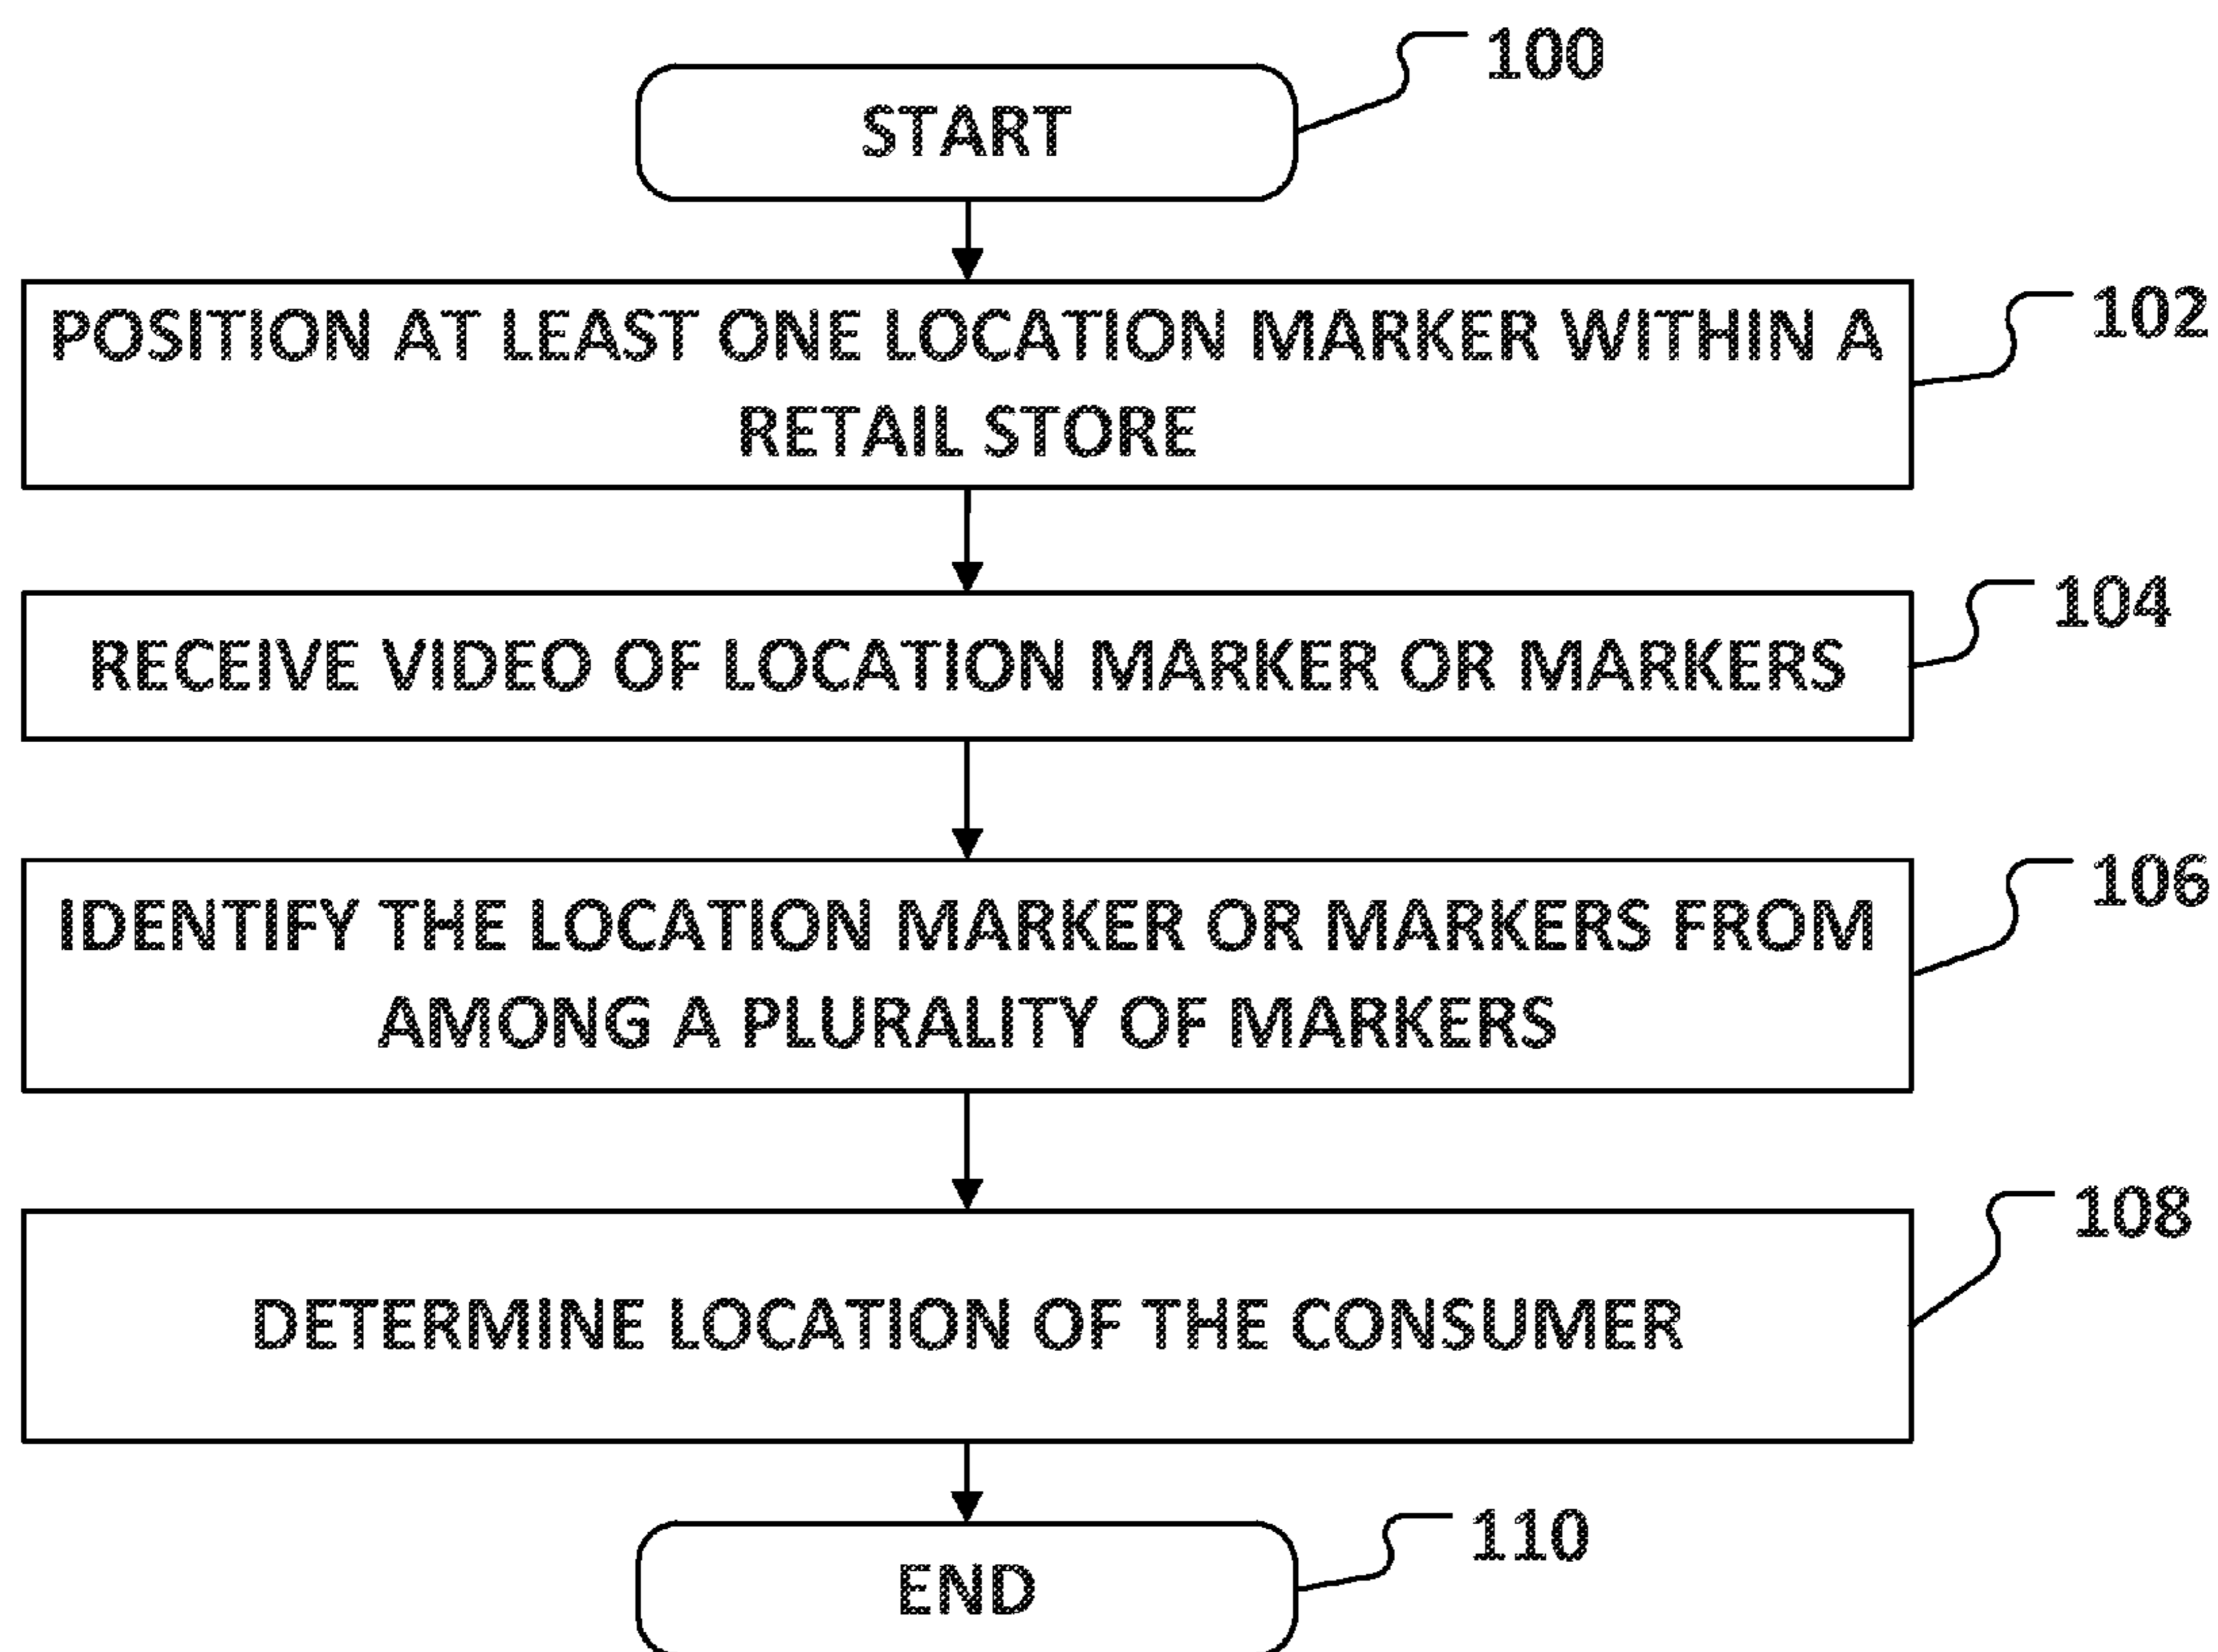 100
START
102
POSITION AT LEAST ONE LOCATION MARKER WITHIN A
RETAIL STORE
104
RECEIVE VIDEO OF LOCATION MARKER OR MARKERS
106
IDENTIFY THE LOCATION MARKER OR MARKERS FROM
AMONG A PLURALITY OF MARKERS
108
DETERMINE LOCATION OF THE CONSUMER
110
END